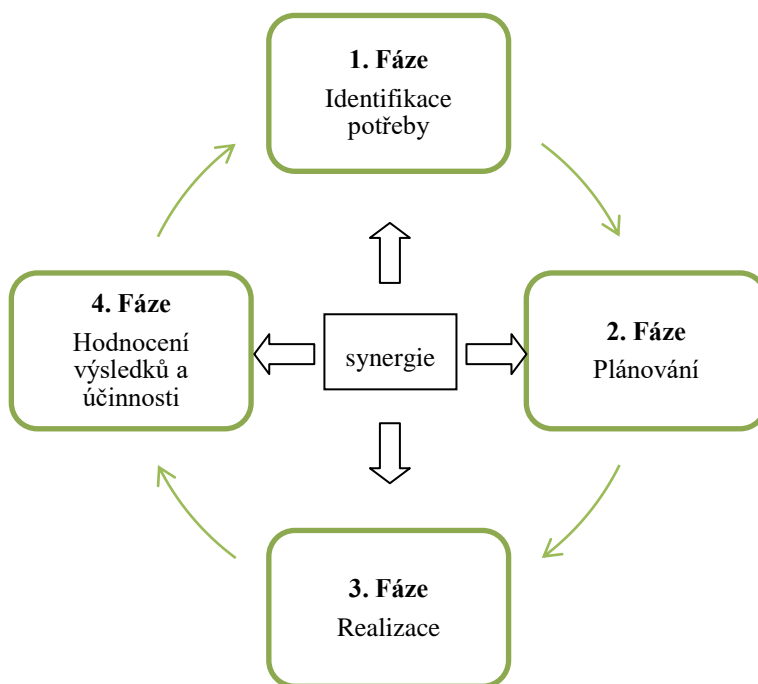 1. Fáze
Identifikace
potřeby
4. Fáze
Hodnocení
výsledků a
účinnosti
synergie
2. Fáze
Plánování
3. Fáze
Realizace